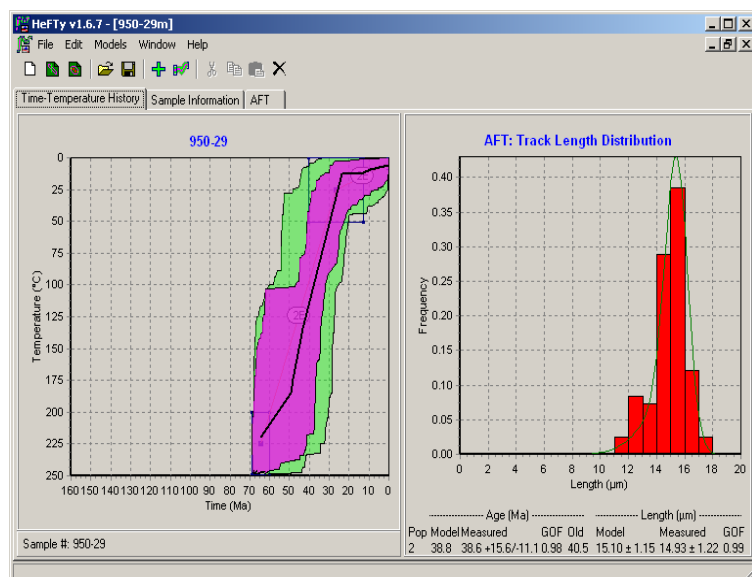 HeFTy v1.6.7 - [950-29m]
File Edit Models Window Help
Time-Temperature History Sample Information AFT
950-29
0
25
50
75
100
125
150
175
200
225
250
Temperature (°C)
2E
160 140 130 120 110 100 90 80 70 60 50 40 30 20 10 0
Time (Ma)
Sample #: 950-29
AFT: Track Length Distribution
0.40
0.35
0.30
0.25
0.20
0.15
0.10
0.05
0.00
Frequency
0 2 4 6 8 10 12 14 16 18 20
Length (µm)
Age (Ma) Length (µm)
Pop Model Measured GOF Old Model Measured GOF
2 38.8 38.6 +15.6/-11.1 0.98 40.5 15.10 ± 1.15 14.93 ± 1.22 0.99